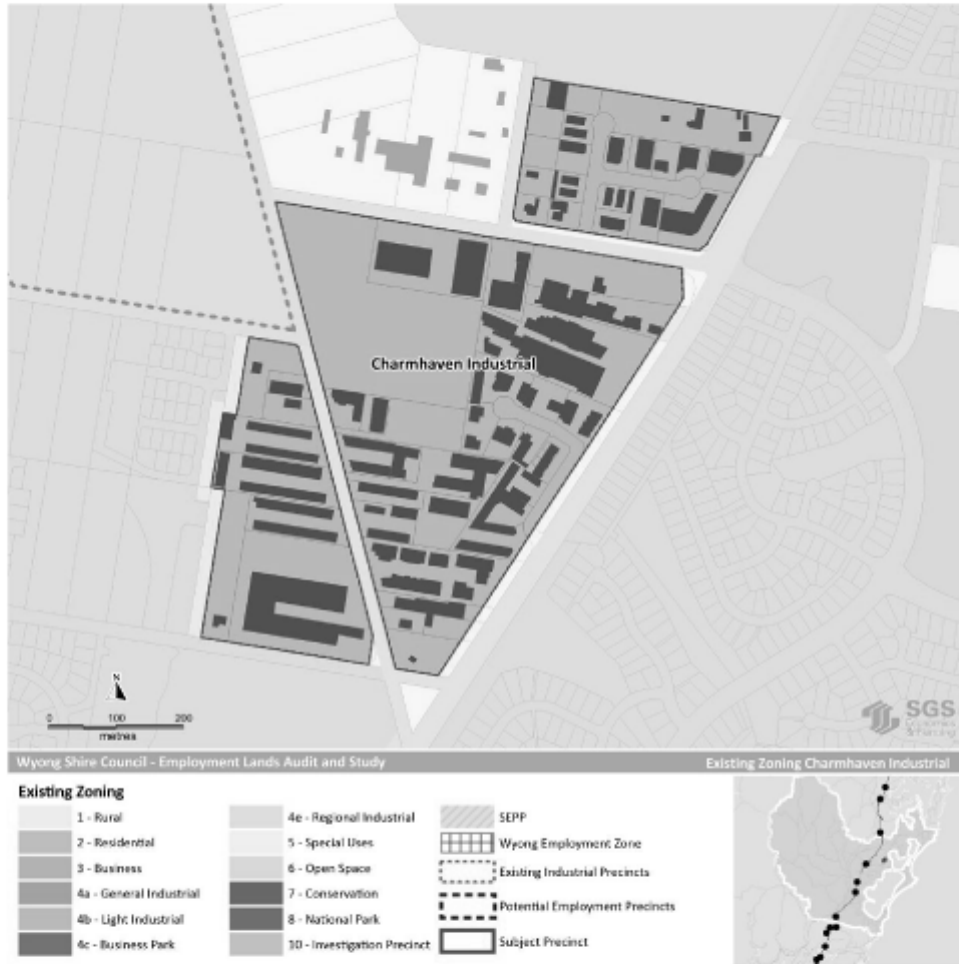 Charmhaven Industrial
N
0 100 200
metres
SGS
Economics
& Planning
Wyong Shire Council - Employment Lands Audit and Study
Existing Zoning Charmhaven Industrial
Existing Zoning
1 - Rural
2 - Residential
3 - Business
4a - General Industrial
4b - Light Industrial
4c - Business Park
4e - Regional Industrial
5 - Special Uses
6 - Open Space
7 - Conservation
8 - National Park
10 - Investigation Precinct
SEPP
Wyong Employment Zone
Existing Industrial Precincts
Potential Employment Precincts
Subject Precinct